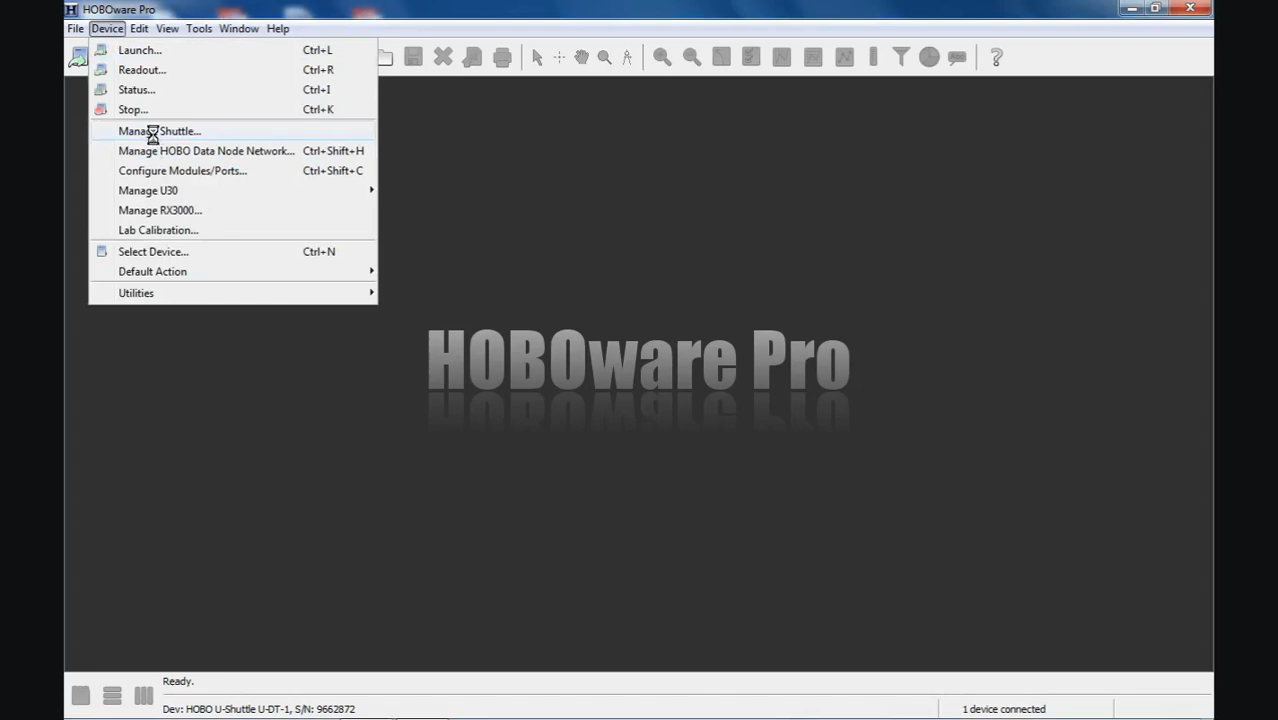 HOBOware Pro
File Device Edit View Tools Window Help
Launch... Ctrl+L
Readout... Ctrl+R
Status... Ctrl+I
Stop... Ctrl+K
Manage Shuttle...
Manage HOBO Data Node Network... Ctrl+Shift+H
Configure Modules/Ports... Ctrl+Shift+C
Manage U30
Manage RX3000...
Lab Calibration...
Select Device... Ctrl+N
Default Action
Utilities
HOBOware Pro
Ready.
Dev: HOBO U-Shuttle U-DT-1, S/N: 9662872 1 device connected